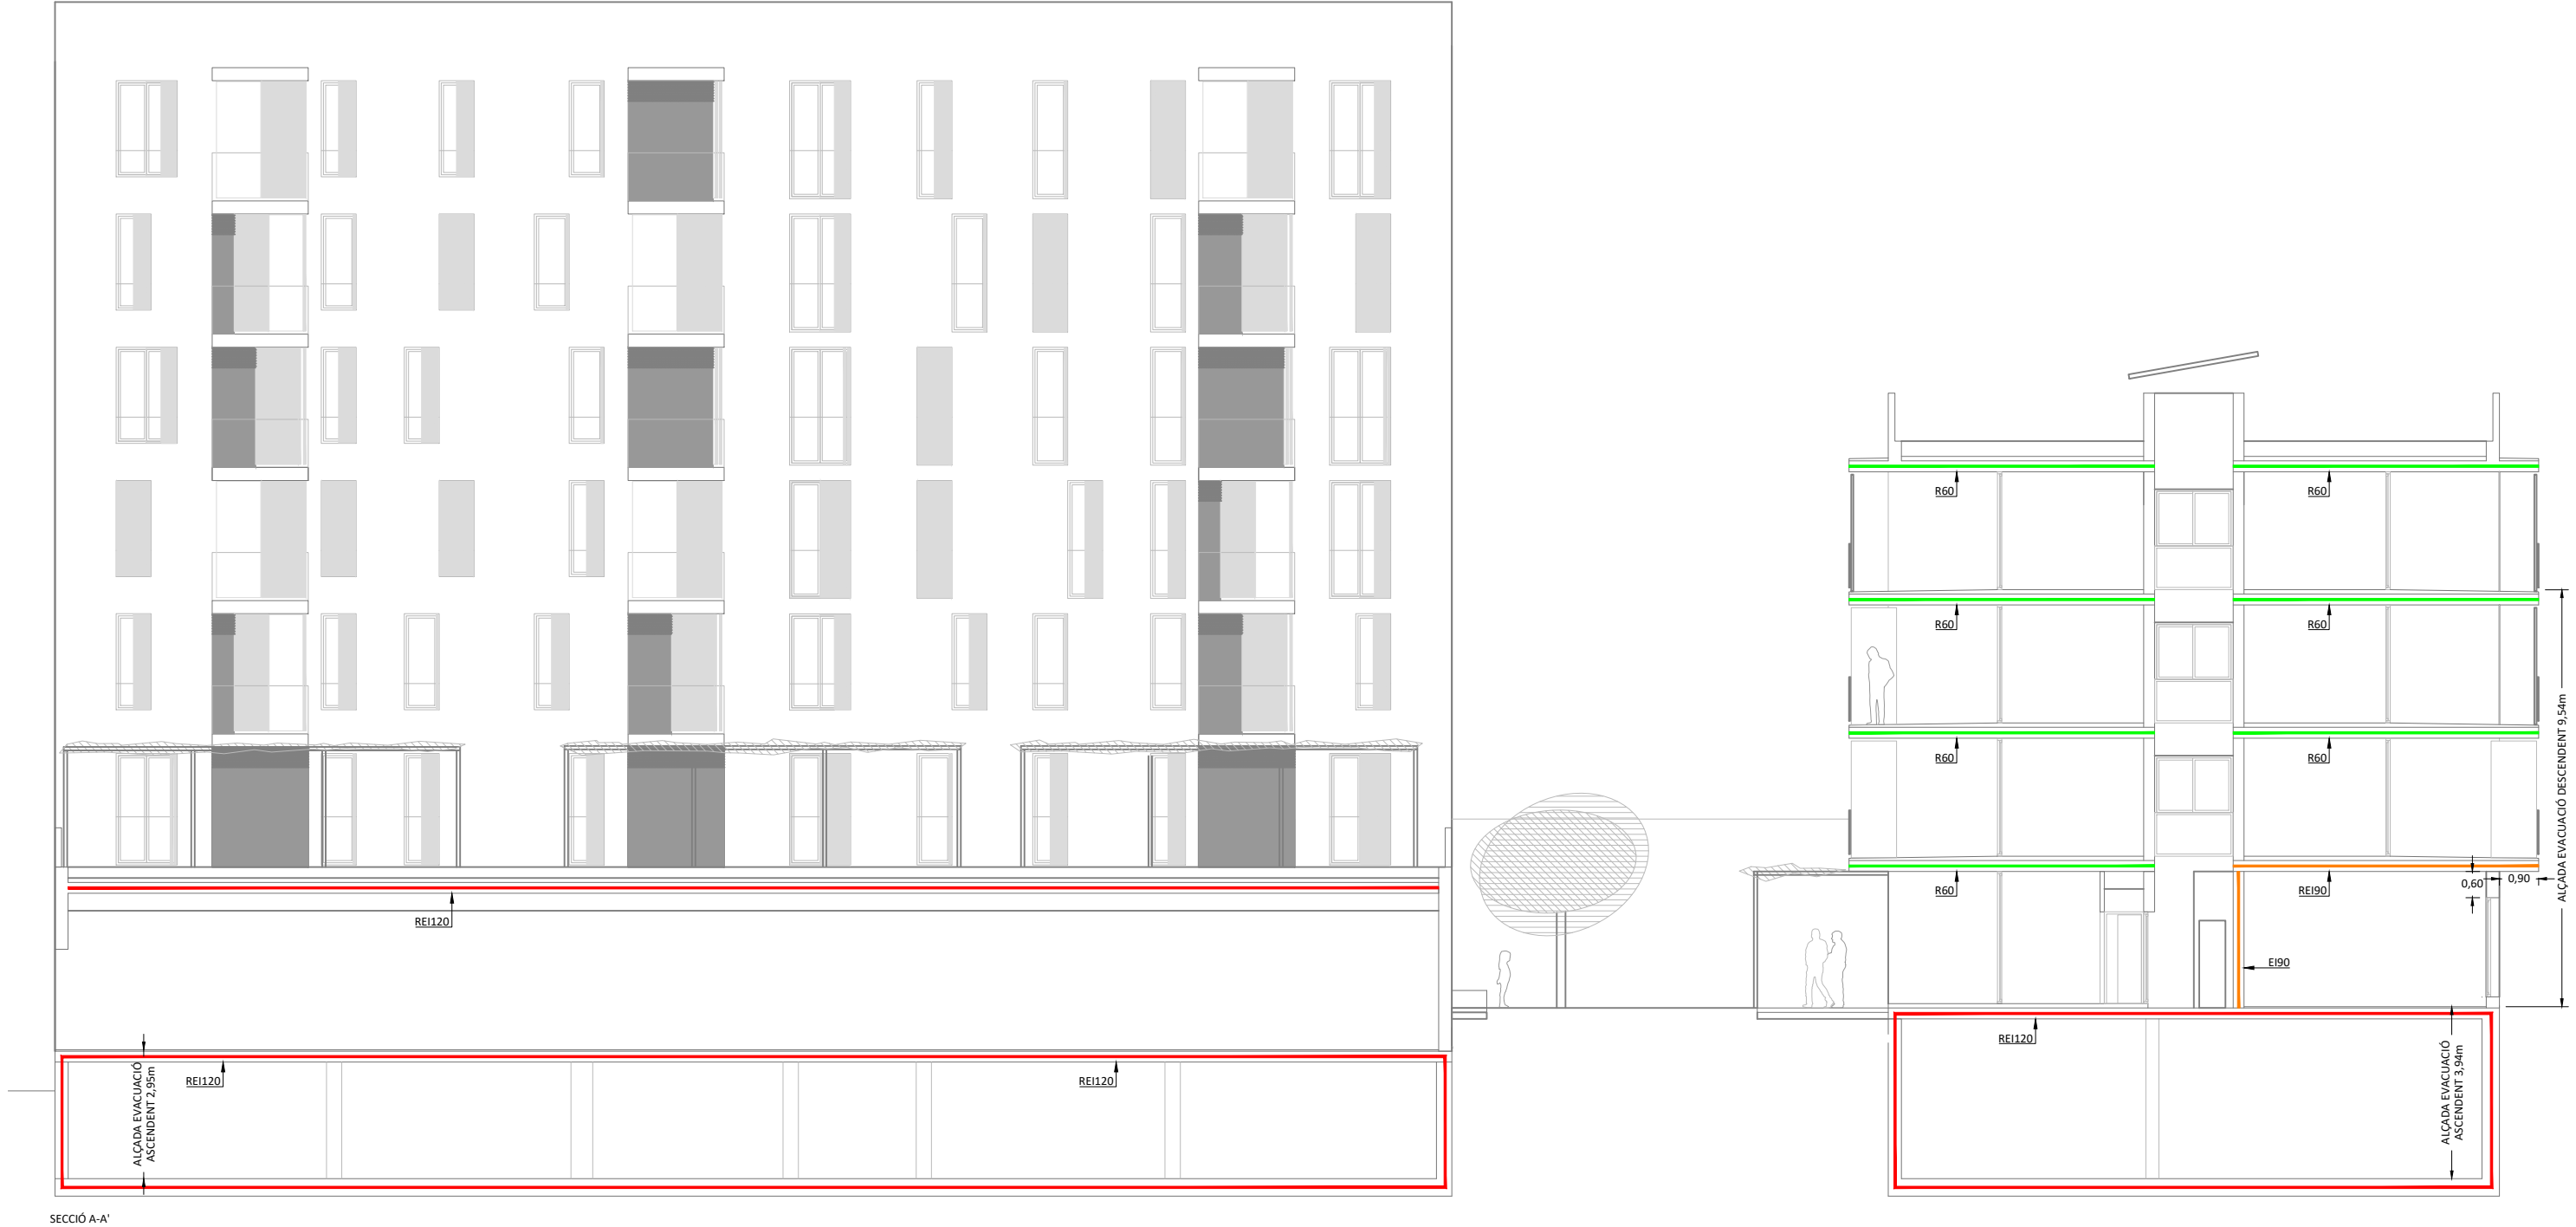 R60
R60
R60
R60
R60
R60
ALÇADA EVACUACIÓ DESCENDENT 9,54m
R60
REI90
0,60
0,90
REI120
EI90
REI120
ALÇADA EVACUACIÓ
ASCENDENT 2,95m
REI120
REI120
ALÇADA EVACUACIÓ
ASCENDENT 3,94m
SECCIÓ A-A'